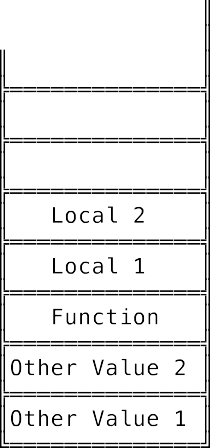 Local 2
Local 1
Function
Other Value 2
Other Value 1